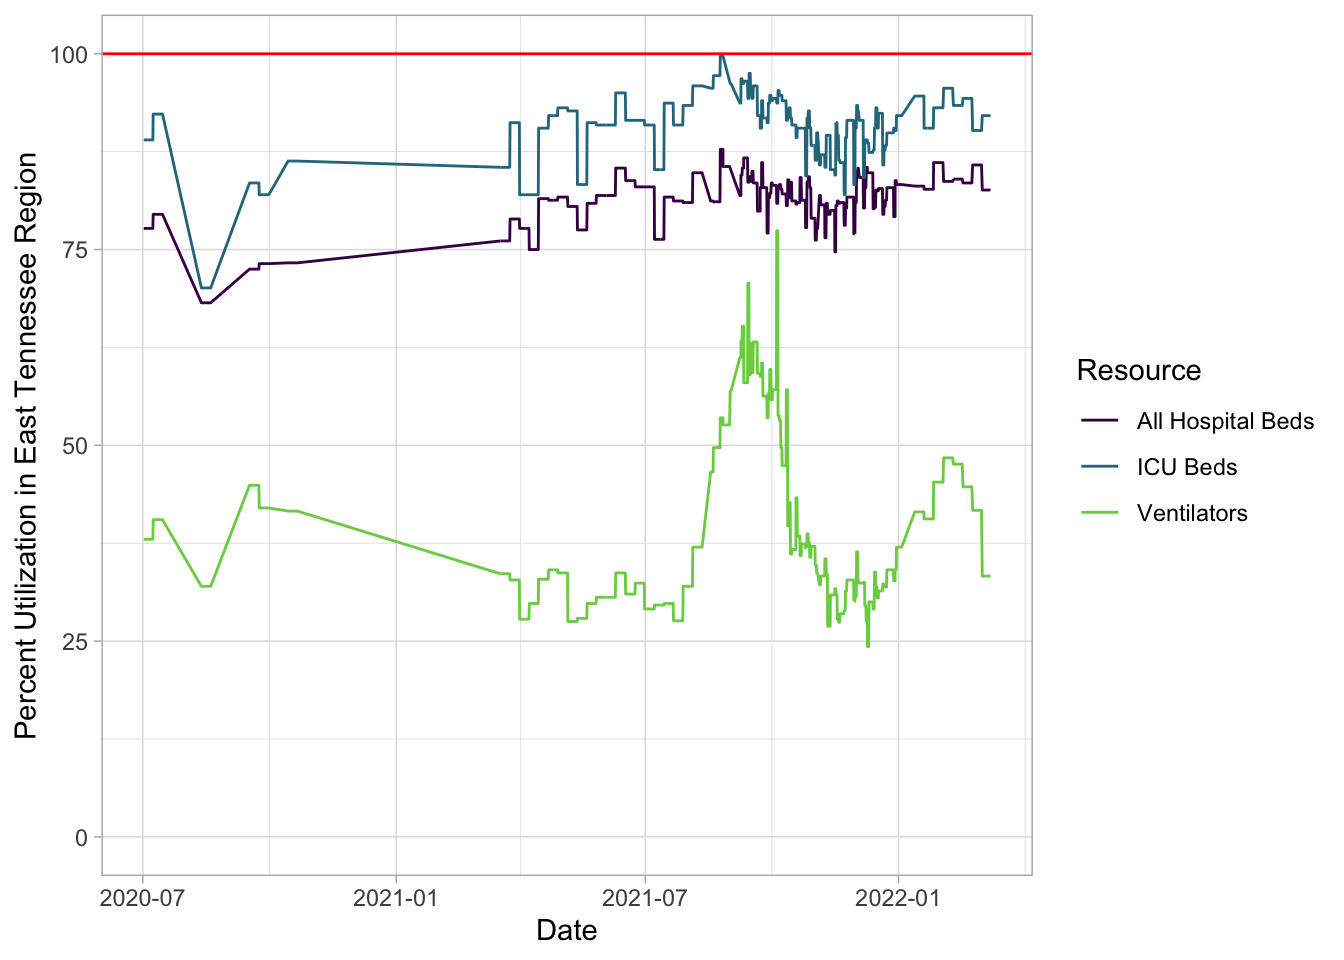 Percent Utilization in East Tennessee Region
100
75
50
25
0
2020-07
2021-01
2021-07
2022-01
Date
Resource
All Hospital Beds
ICU Beds
Ventilators